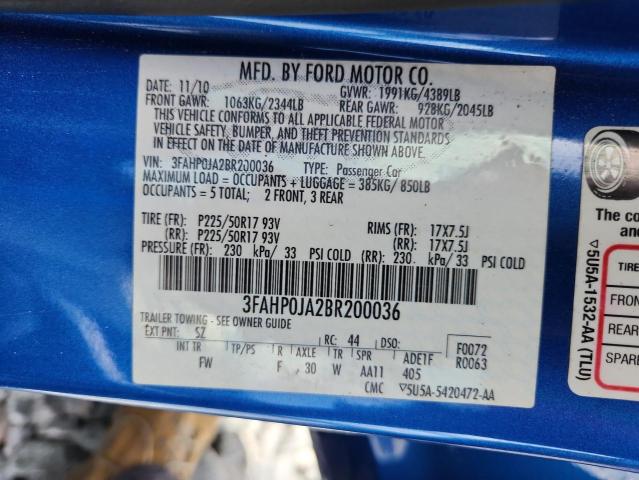 MFD. BY FORD MOTOR CO.
DATE: 11/10 GVWR: 1991KG/4389LB
FRONT GAWR: 1063KG/2344LB REAR GAWR: 928KG/2045LB
THIS VEHICLE CONFORMS TO ALL APPLICABLE FEDERAL MOTOR
VEHICLE SAFETY, BUMPER, AND THEFT PREVENTION STANDARDS
IN EFFECT ON THE DATE OF MANUFACTURE SHOWN ABOVE.
VIN: 3FAHP0JA2BR200036 TYPE: Passenger Car
MAXIMUM LOAD = OCCUPANTS + LUGGAGE = 385KG/850LB
OCCUPANTS = 5 TOTAL; 2 FRONT, 3 REAR
TIRE (FR): P225/50R17 93V RIMS (FR): 17X7.5J
(RR): P225/50R17 93V (RR): 17X7.5J
PRESSURE (FR): 230 kPa/ 33 PSI COLD (RR): 230 kPa/ 33 PSI COLD
3FAHP0JA2BR200036
TRAILER TOWING - SEE OWNER GUIDE
EXT PNT: SZ RC: 44 DSO: F0072
INT TR TP/PS R AXLE TR SPR ADE1F R0063
FW F 30 W AA11 405
CMC ▽5U5A-5420472-AA
The co
and
TIRE
FRON
REAR
SPARE
▽5U5A-1532-AA (TLU)